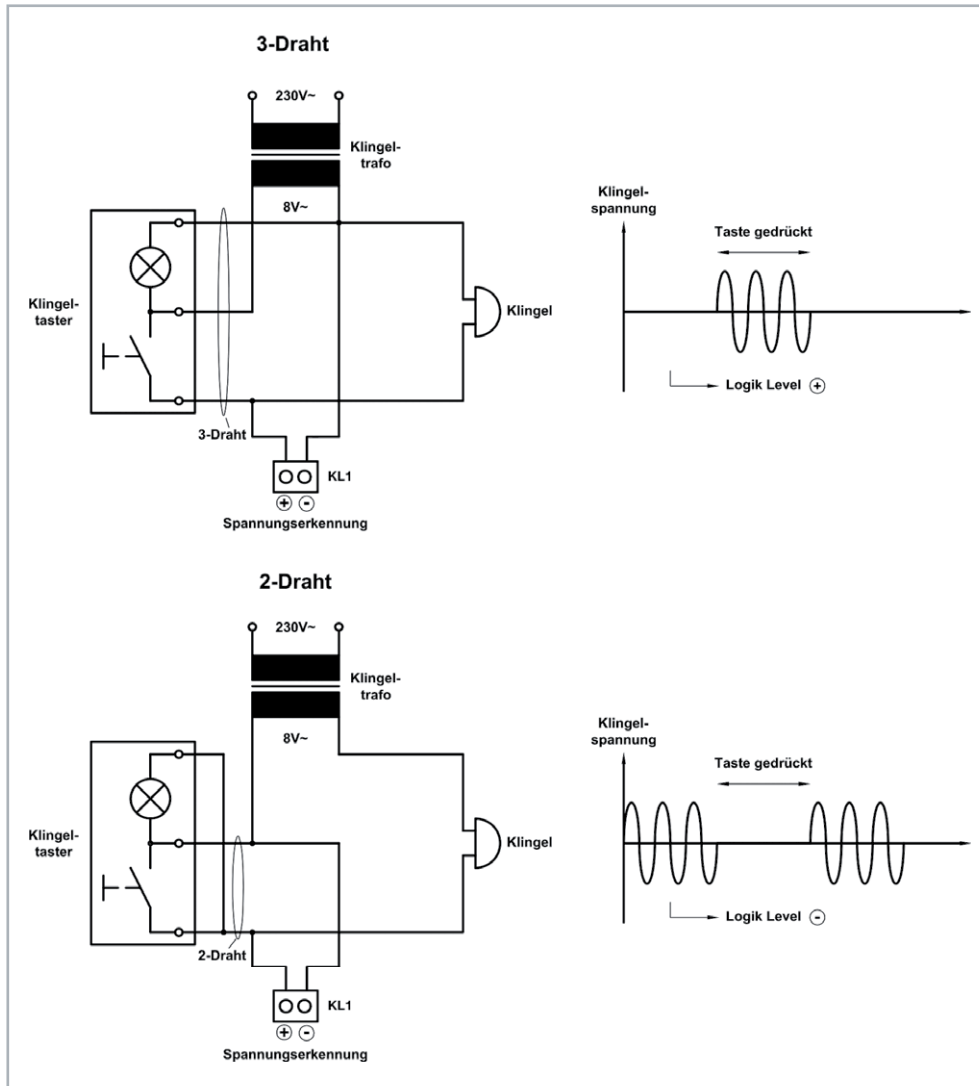 3-Draht
230V~
Klingel-
trafo
8V~
Klingel-
taster
Klingel
3-Draht
KL1
+ -
Spannungserkennung
Klingel-
spannung
Taste gedrückt
Logik Level +
2-Draht
230V~
Klingel-
trafo
8V~
Klingel-
taster
Klingel
2-Draht
KL1
+ -
Spannungserkennung
Klingel-
spannung
Taste gedrückt
Logik Level -